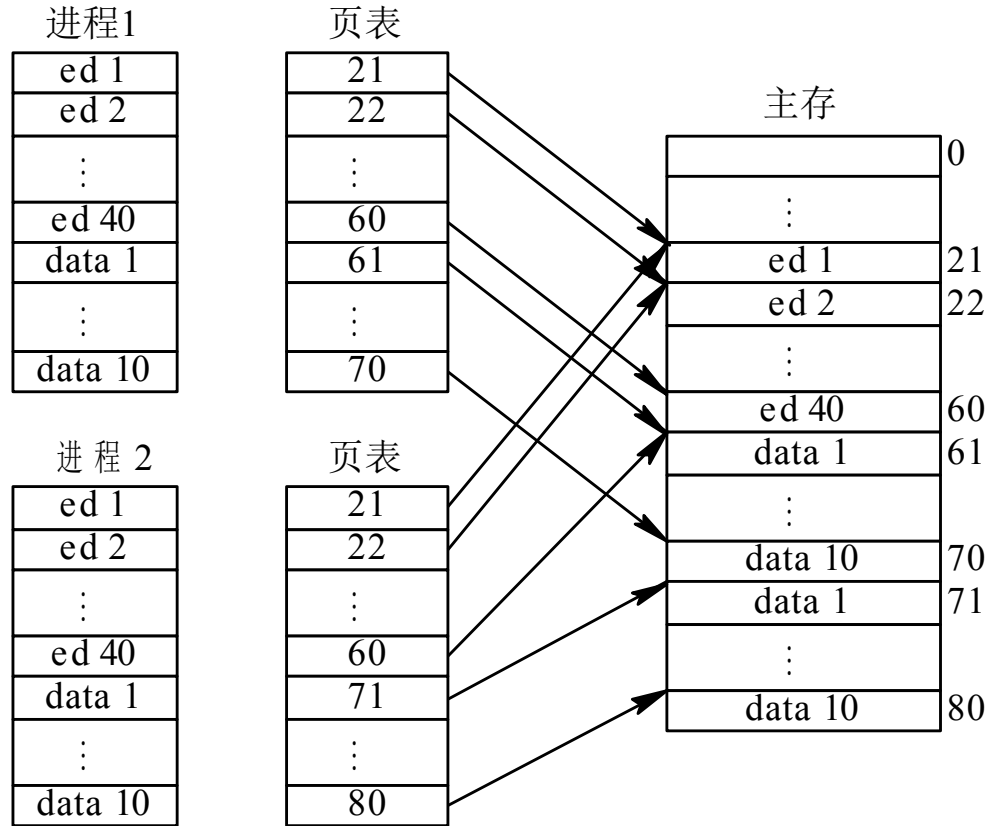 进程1
ed 1
ed 2
⋮
ed 40
data 1
⋮
data 10
页表
21
22
⋮
60
61
⋮
70
主存
0
⋮
ed 1 21
ed 2 22
⋮
ed 40 60
data 1 61
⋮
data 10 70
data 1 71
⋮
data 10 80
进程 2
ed 1
ed 2
⋮
ed 40
data 1
⋮
data 10
页表
21
22
⋮
60
71
⋮
80